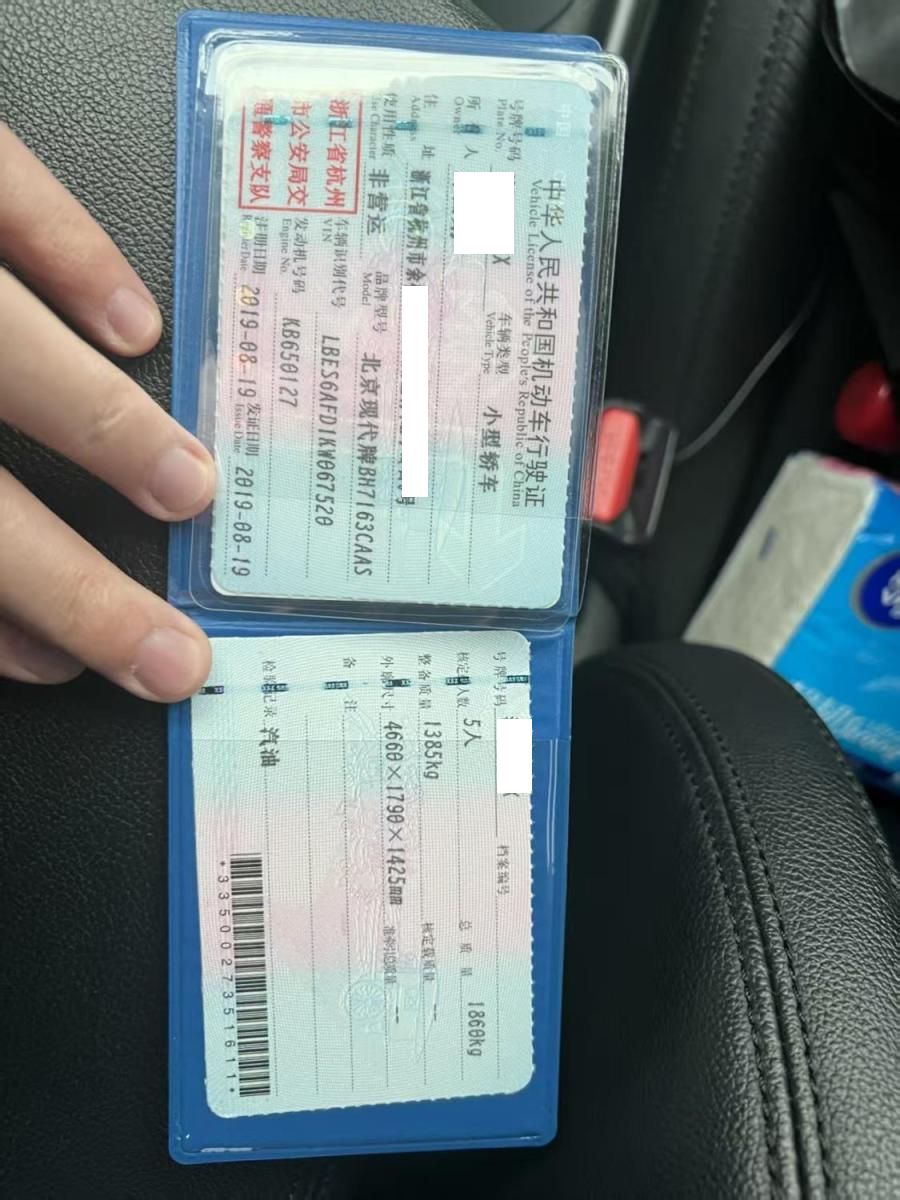 中华人民共和国机动车行驶证
Vehicle License of the People's Republic of China
号牌号码
Plate No.
X
车辆类型
Vehicle Type
小型轿车
所有人
Owner
住址
Address
浙江省杭州市余
号
使用性质
Use Character
非营运
品牌型号
Model
北京现代牌BH7163CAAS
浙江省杭州
市公安局交
通警察支队
车辆识别代号
VIN
LBES6AFD1KW067520
发动机号码
Engine No.
KB650127
注册日期
Register Date
2019-08-19
发证日期
Issue Date
2019-08-19
号牌号码
档案编号
核定载人数 5人
总质量 1860kg
整备质量 1385kg
核定载质量 --
外廓尺寸 4660×1790×1425mm
准牵引总质量 --
备注
检验记录 汽油
*3350027351611*